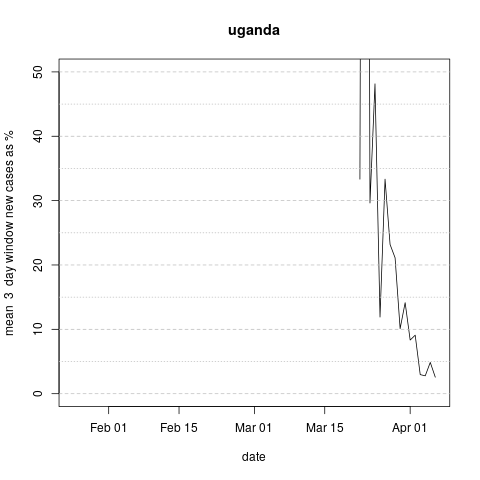 uganda
mean 3 day window new cases as %
50
40
30
20
10
0
Feb 01
Feb 15
Mar 01
Mar 15
Apr 01
date